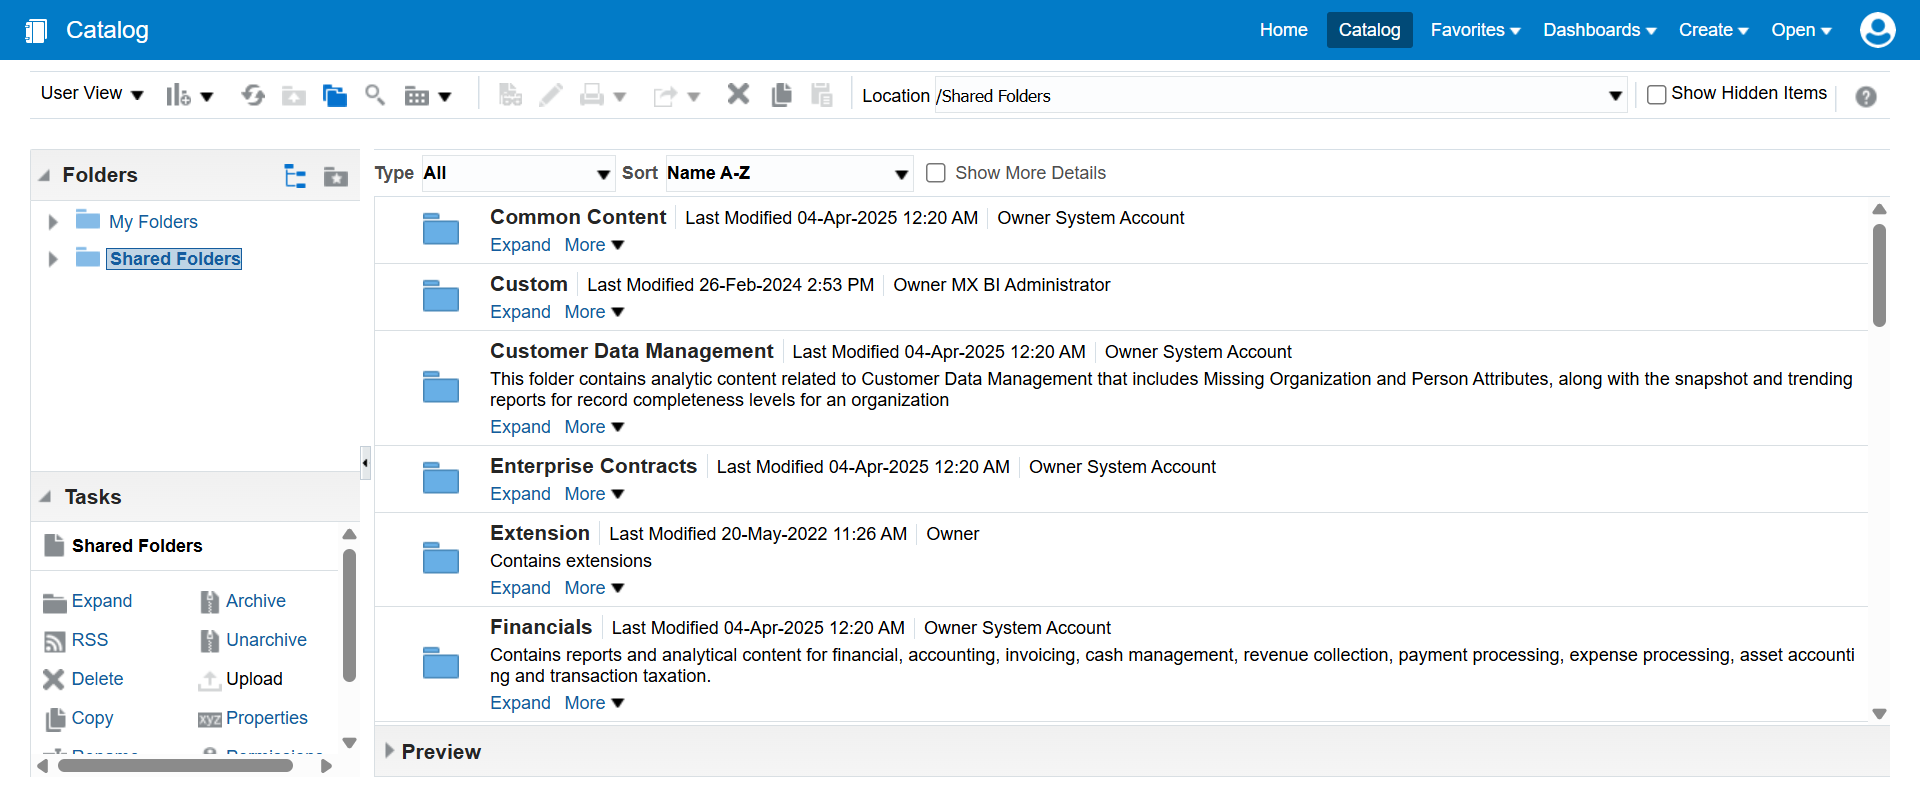 Catalog
Home Catalog Favorites Dashboards Create Open
User View
Location /Shared Folders
Show Hidden Items
Folders
My Folders
Shared Folders
Tasks
Shared Folders
Expand Archive
RSS Unarchive
Delete Upload
Copy xyz Properties
Rename Permissions
Type All Sort Name A-Z Show More Details
Common Content Last Modified 04-Apr-2025 12:20 AM Owner System Account
Expand More
Custom Last Modified 26-Feb-2024 2:53 PM Owner MX BI Administrator
Expand More
Customer Data Management Last Modified 04-Apr-2025 12:20 AM Owner System Account
This folder contains analytic content related to Customer Data Management that includes Missing Organization and Person Attributes, along with the snapshot and trending
reports for record completeness levels for an organization
Expand More
Enterprise Contracts Last Modified 04-Apr-2025 12:20 AM Owner System Account
Expand More
Extension Last Modified 20-May-2022 11:26 AM Owner
Contains extensions
Expand More
Financials Last Modified 04-Apr-2025 12:20 AM Owner System Account
Contains reports and analytical content for financial, accounting, invoicing, cash management, revenue collection, payment processing, expense processing, asset accounti
ng and transaction taxation.
Expand More
Preview